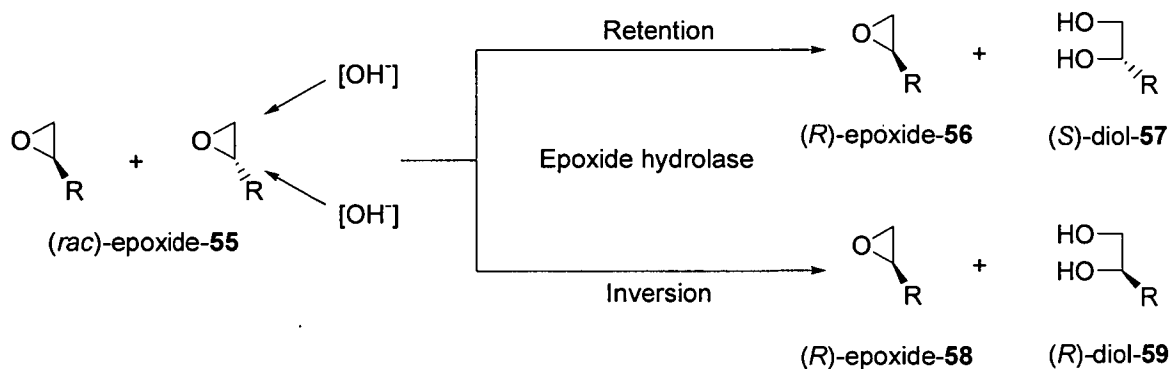 Retention
[OH⁻]
O
R
+
O
R
(rac)-epoxide-55
[OH⁻]
Epoxide hydrolase
O
R
+
HO
HO
R
(R)-epoxide-56
(S)-diol-57
Inversion
O
R
+
HO
HO
R
(R)-epoxide-58
(R)-diol-59